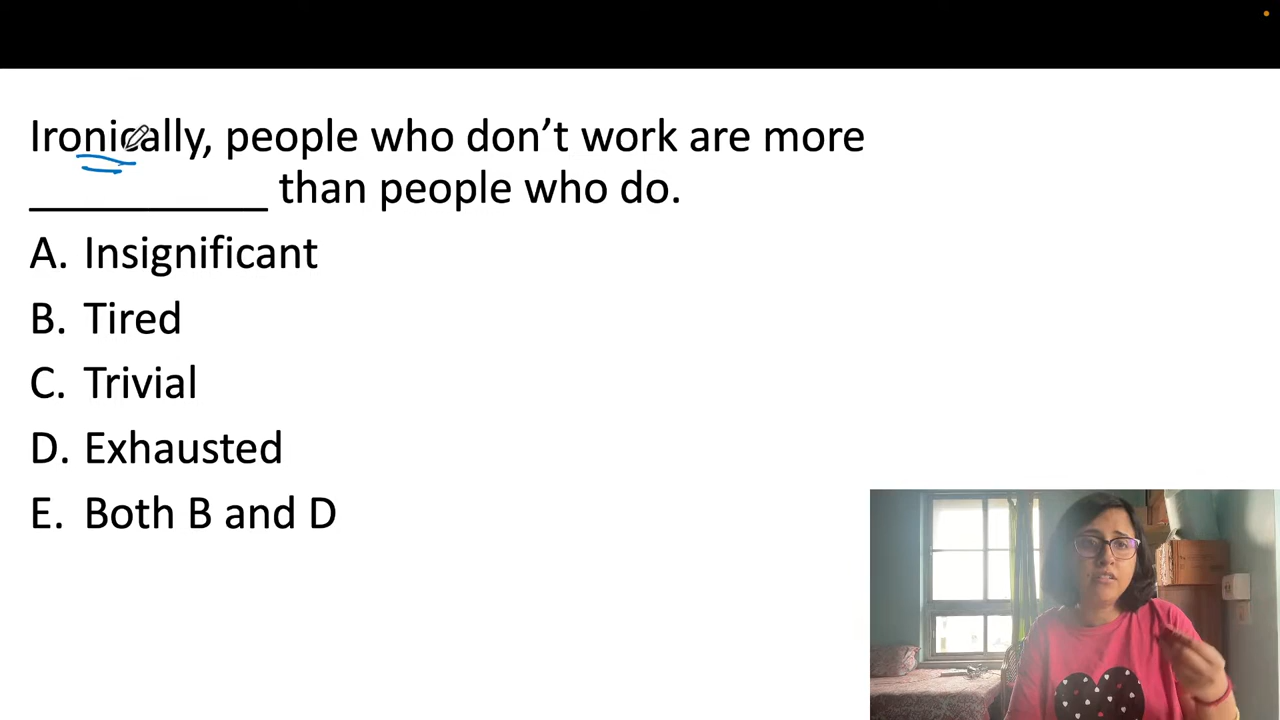 Ironically, people who don’t work are more
___________ than people who do.
A. Insignificant
B. Tired
C. Trivial
D. Exhausted
E. Both B and D